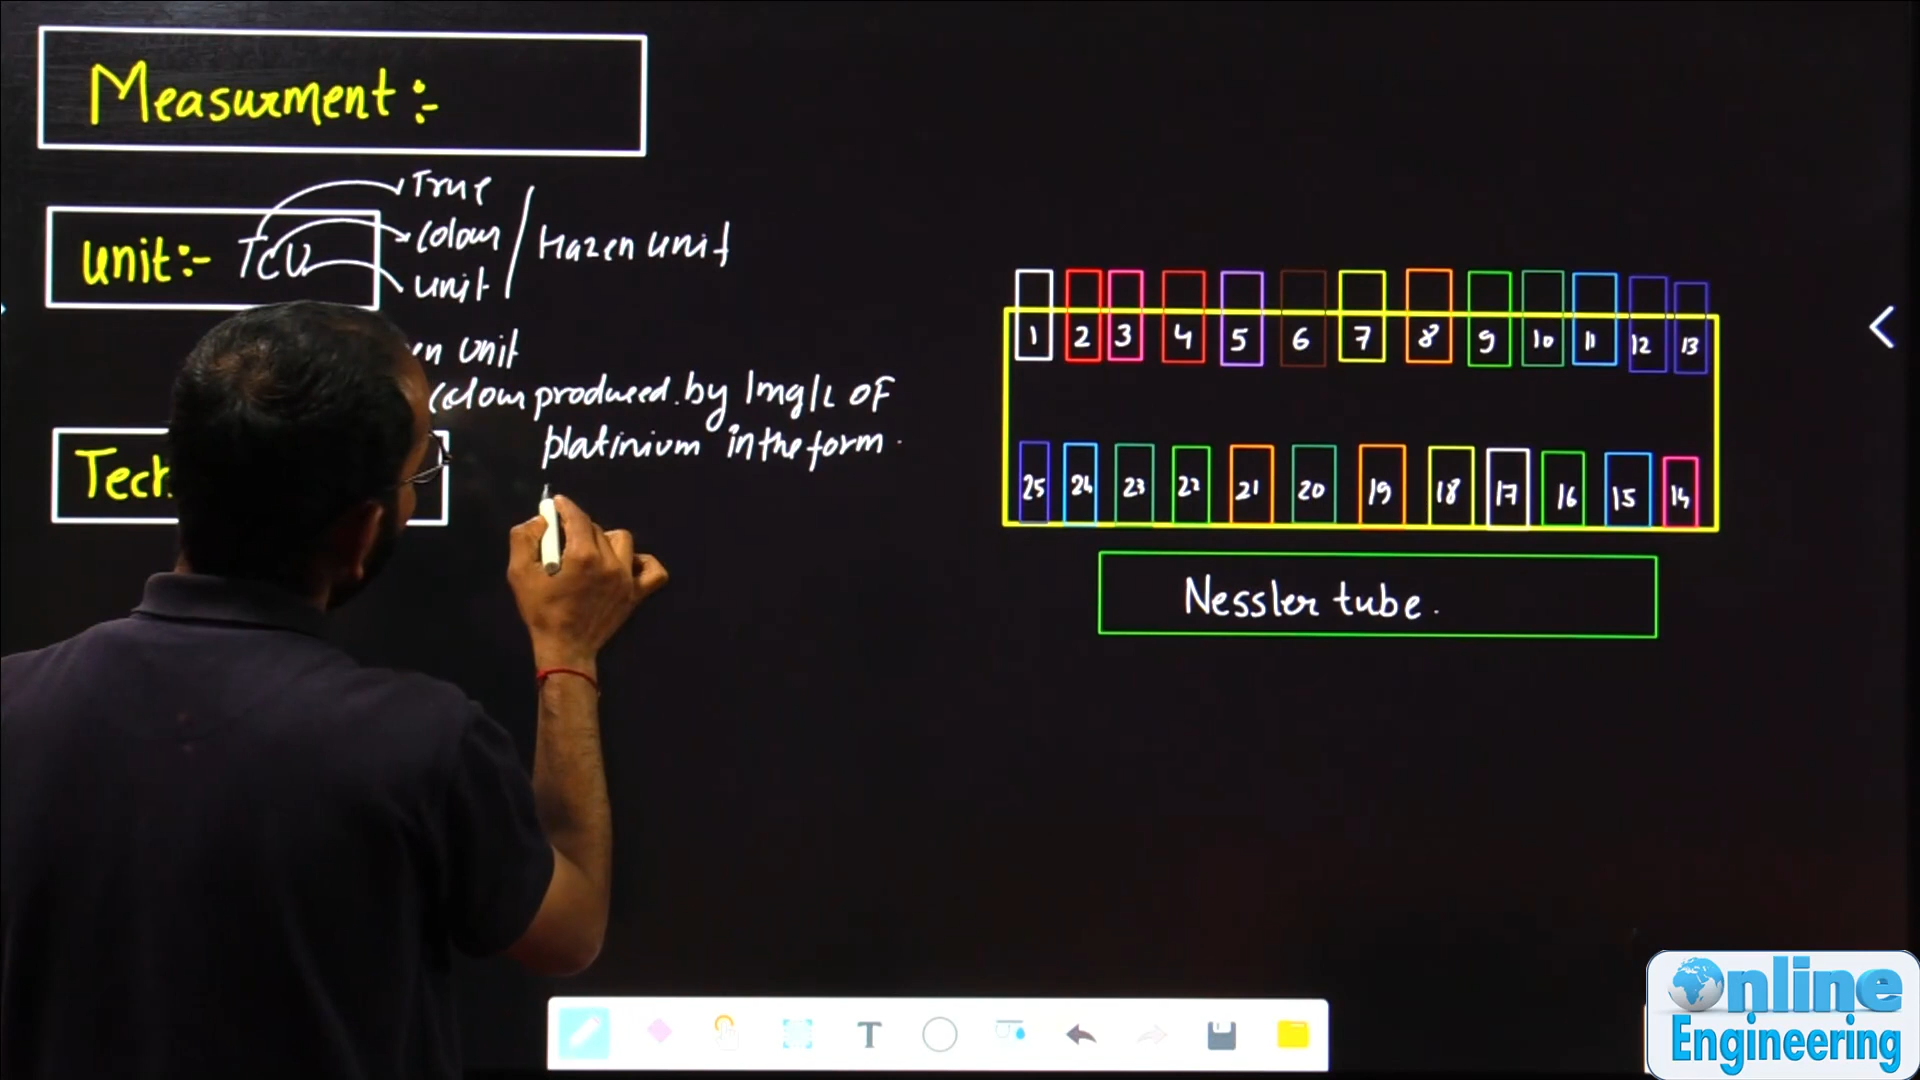 Measurment :-
unit:- TCU
True
Colour
unit
Hazen unit
en unit
Colour produced. by 1mg/L OF
platinium in the form.
Tech
1 2 3 4 5 6 7 8 9 10 11 12 13
25 24 23 22 21 20 19 18 17 16 15 14
Nessler tube.
T
Online
Engineering